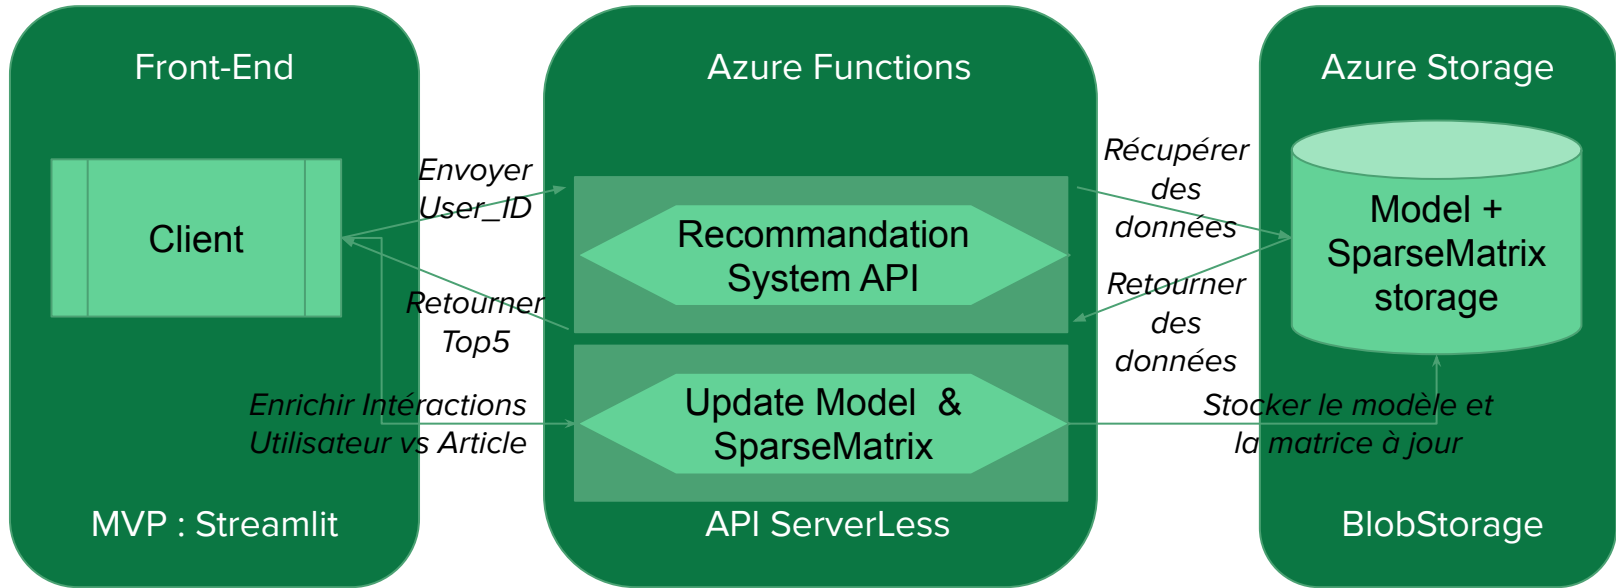 Front-End
Client
MVP : Streamlit
Envoyer
User_ID
Retourner
Top5
Enrichir Intéractions
Utilisateur vs Article
Azure Functions
Recommandation
System API
Update Model  &
SparseMatrix
API ServerLess
Récupérer
des
données
Retourner
des
données
Stocker le modèle et
la matrice à jour
Azure Storage
Model +
SparseMatrix
storage
BlobStorage